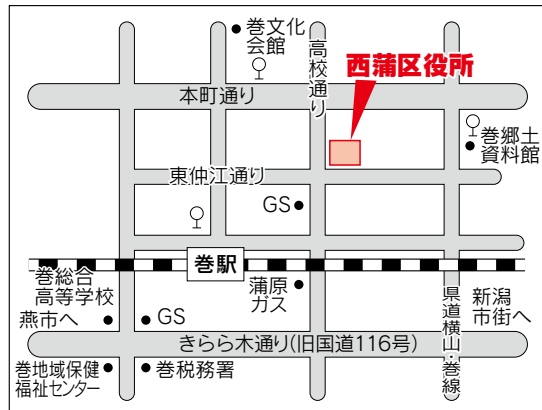 巻文化
会館
高校通り
西蒲区役所
本町通り
巻郷土
資料館
東仲江通り
GS
巻駅
巻総合
高等学校
蒲原
ガス
県道横山・巻線
新潟
市街へ
燕市へ
GS
きらら木通り(旧国道116号)
巻地域保健
福祉センター
巻税務署